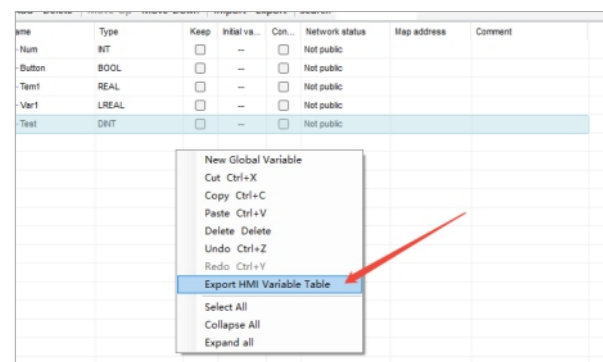 Name Type Keep Initial va... Con... Network status Map address Comment
Num INT -- Not public
Button BOOL -- Not public
Tem1 REAL -- Not public
Var1 LREAL -- Not public
Test DINT -- Not public
New Global Variable
Cut Ctrl+X
Copy Ctrl+C
Paste Ctrl+V
Delete Delete
Undo Ctrl+Z
Redo Ctrl+Y
Export HMI Variable Table
Select All
Collapse All
Expand all